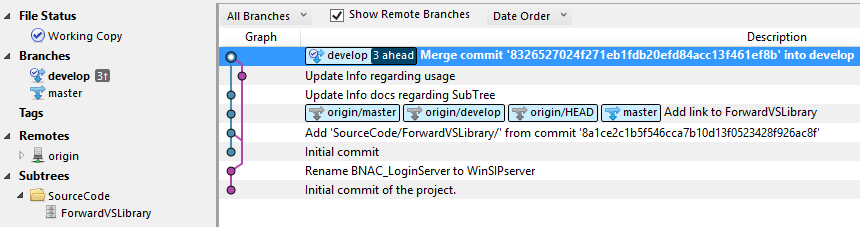 File Status
Working Copy
Branches
develop 3↑
master
Tags
Remotes
origin
Subtrees
SourceCode
ForwardVSLibrary
All Branches Show Remote Branches Date Order
Graph Description
develop 3 ahead Merge commit '8326527024f271eb1fdb20efd84acc13f461ef8b' into develop
Update Info regarding usage
Update Info docs regarding SubTree
origin/master origin/develop origin/HEAD master Add link to ForwardVSLibrary
Add 'SourceCode/ForwardVSLibrary/' from commit '8a1ce2c1b5f546cca7b10d13f0523428f926ac8f'
Initial commit
Rename BNAC_LoginServer to WinSIPserver
Initial commit of the project.